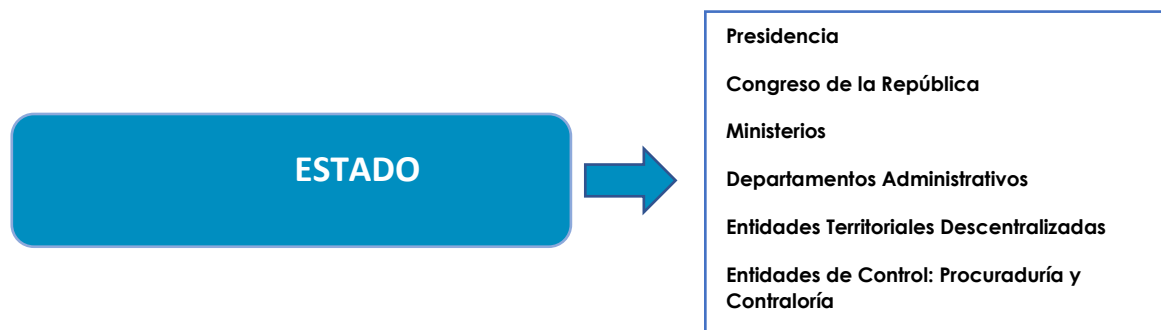 ESTADO
Presidencia
Congreso de la República
Ministerios
Departamentos Administrativos
Entidades Territoriales Descentralizadas
Entidades de Control: Procuraduría y
Contraloría